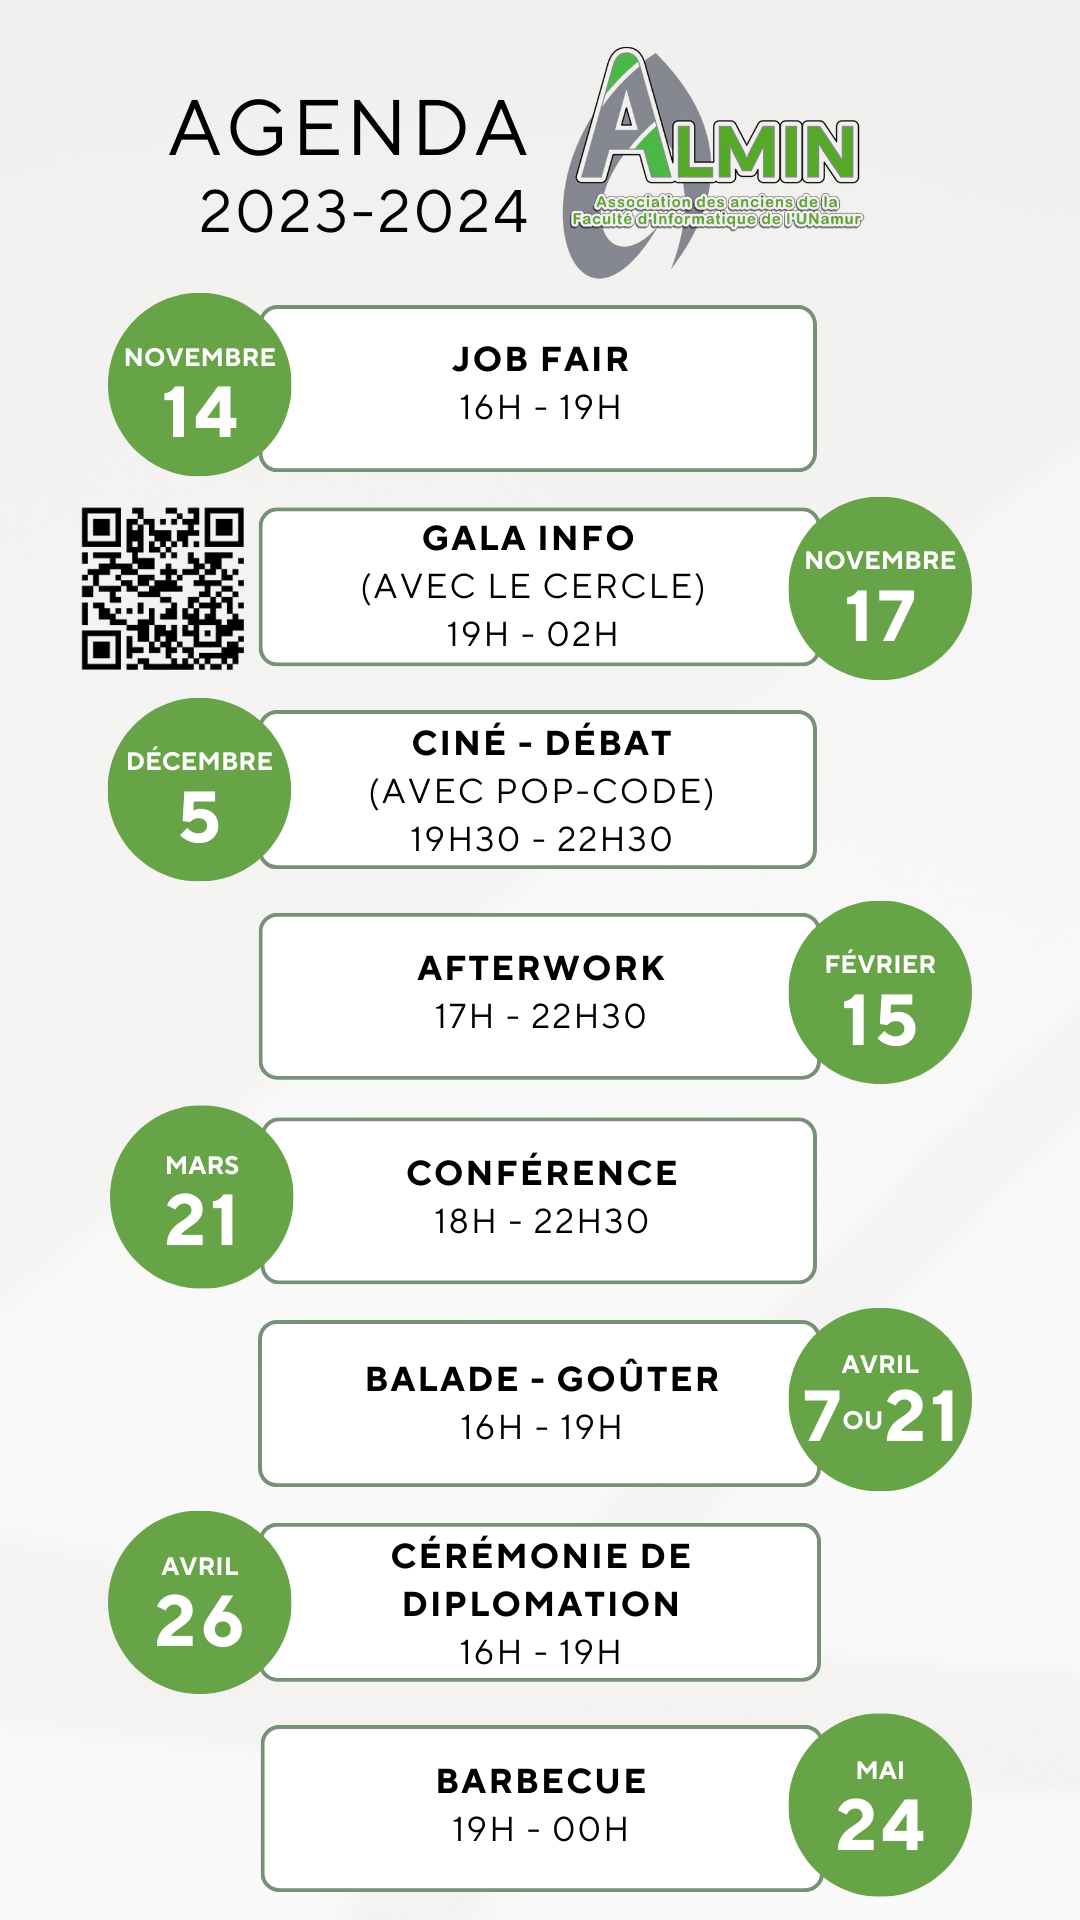 AGENDA
2023-2024
ALMIN
Association des anciens de la
Faculté d'Informatique de l'UNamur
NOVEMBRE
14
JOB FAIR
16H - 19H
GALA INFO
(AVEC LE CERCLE)
19H - 02H
NOVEMBRE
17
DÉCEMBRE
5
CINÉ - DÉBAT
(AVEC POP-CODE)
19H30 - 22H30
AFTERWORK
17H - 22H30
FÉVRIER
15
MARS
21
CONFÉRENCE
18H - 22H30
BALADE - GOÛTER
16H - 19H
AVRIL
7 OU 21
AVRIL
26
CÉRÉMONIE DE
DIPLOMATION
16H - 19H
BARBECUE
19H - 00H
MAI
24